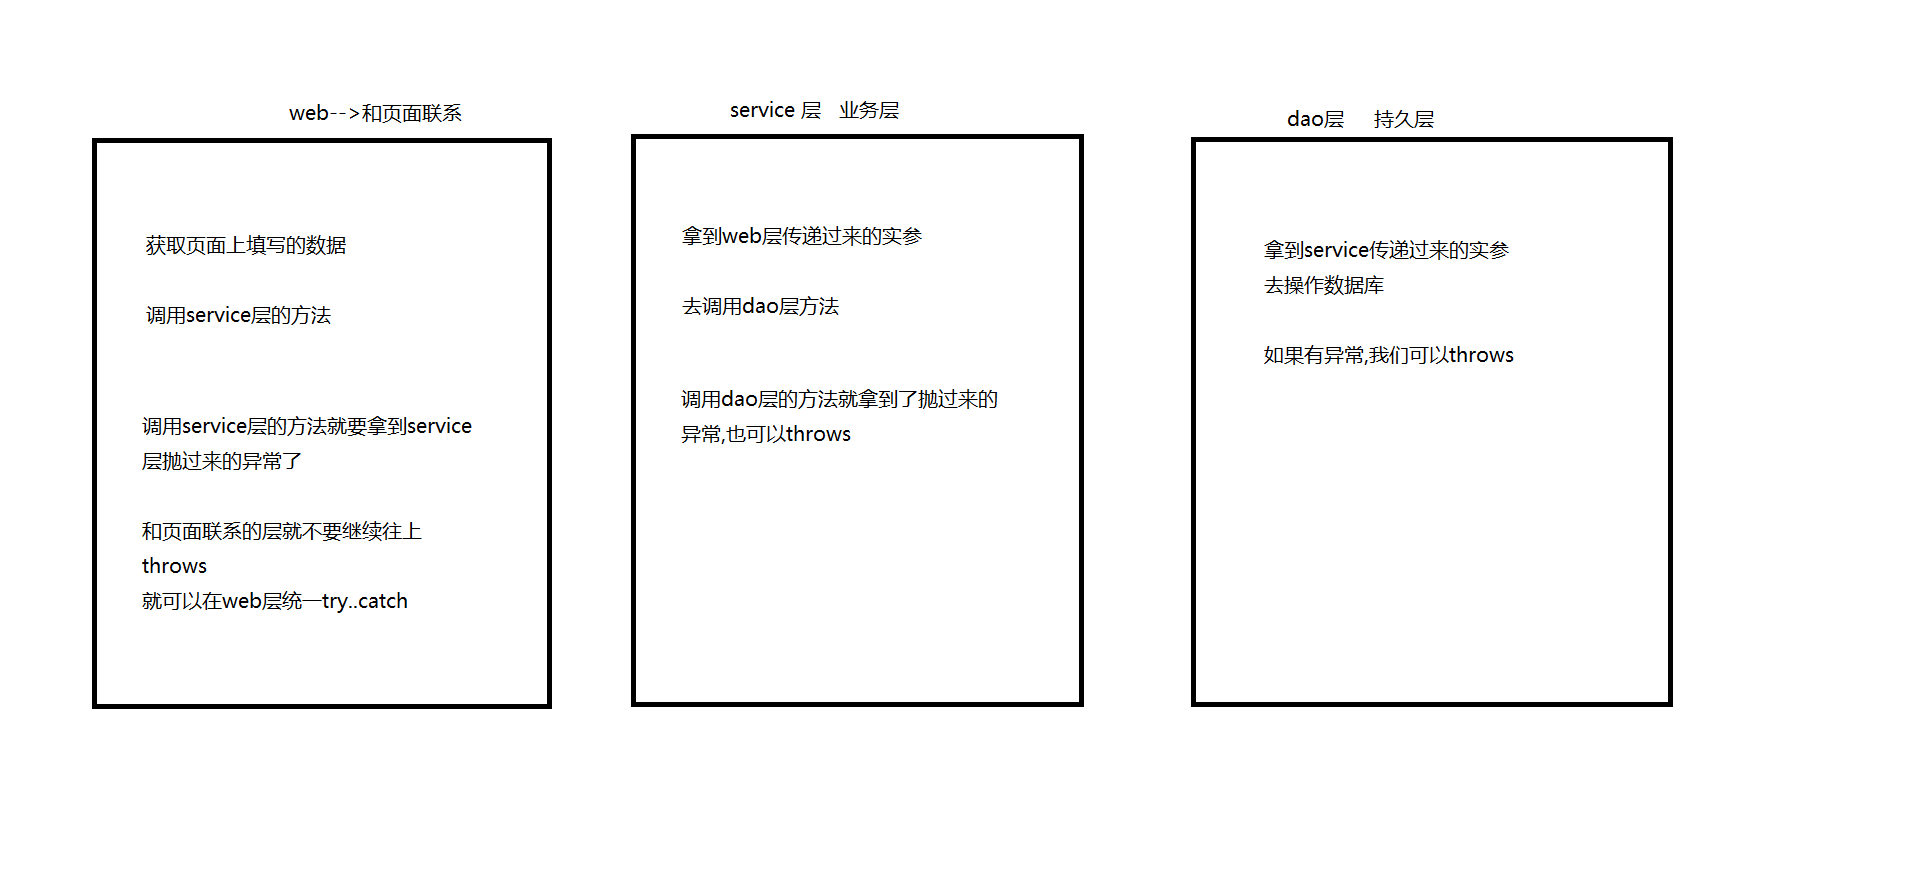 web-->和页面联系
获取页面上填写的数据
调用service层的方法
调用service层的方法就要拿到service
层抛过来的异常了
和页面联系的层就不要继续往上
throws
就可以在web层统一try..catch
service 层 业务层
拿到web层传递过来的实参
去调用dao层方法
调用dao层的方法就拿到了抛过来的
异常,也可以throws
dao层 持久层
拿到service传递过来的实参
去操作数据库
如果有异常,我们可以throws